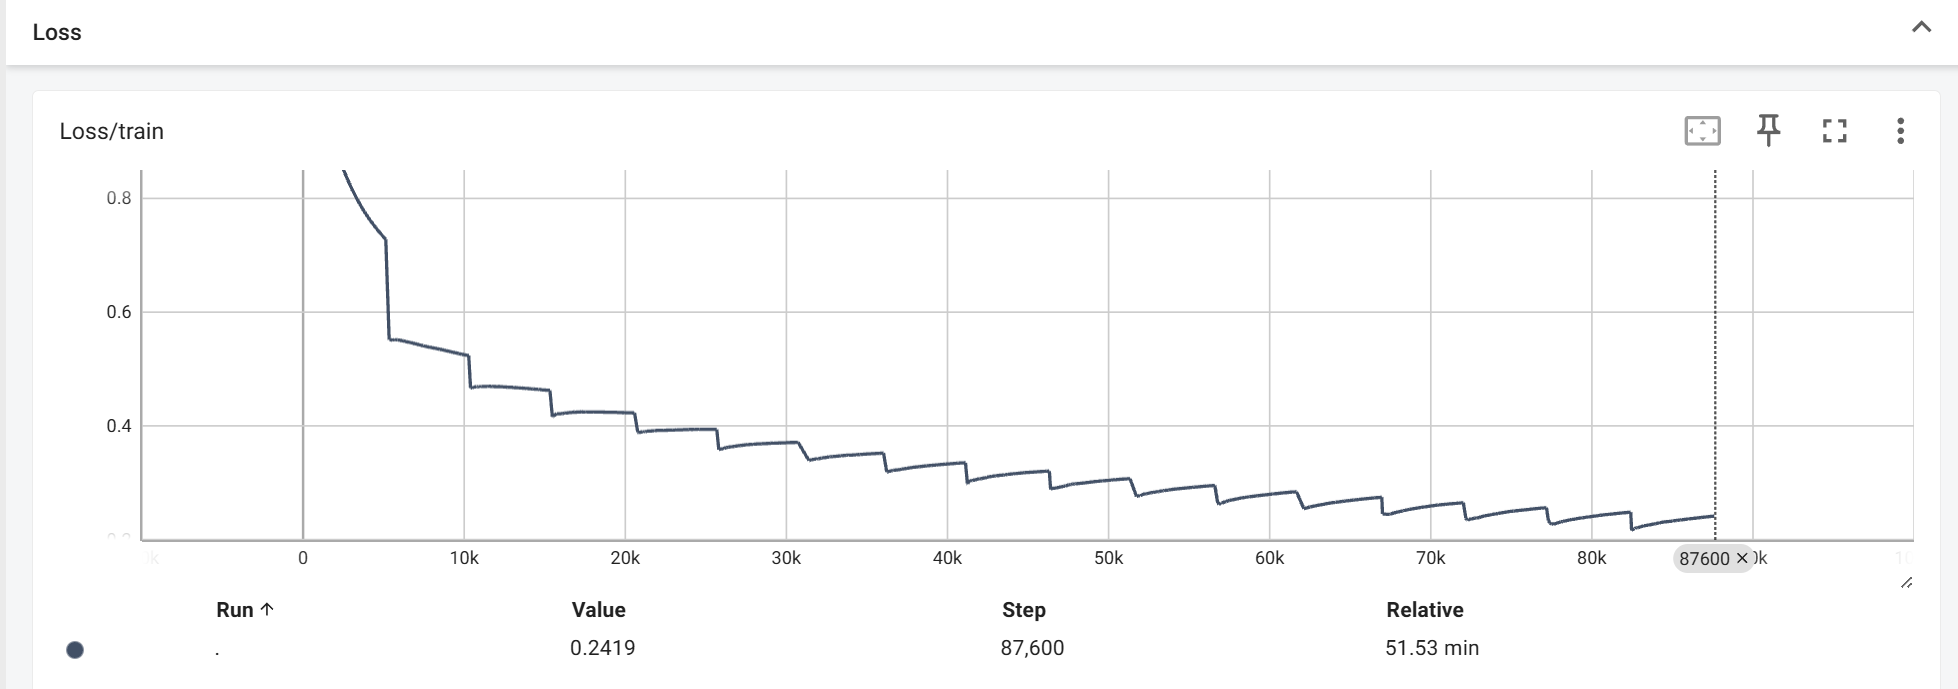 Loss
Loss/train
0.8
0.6
0.4
0 10k 20k 30k 40k 50k 60k 70k 80k 87600 ×
Run ↑ Value Step Relative
. 0.2419 87,600 51.53 min